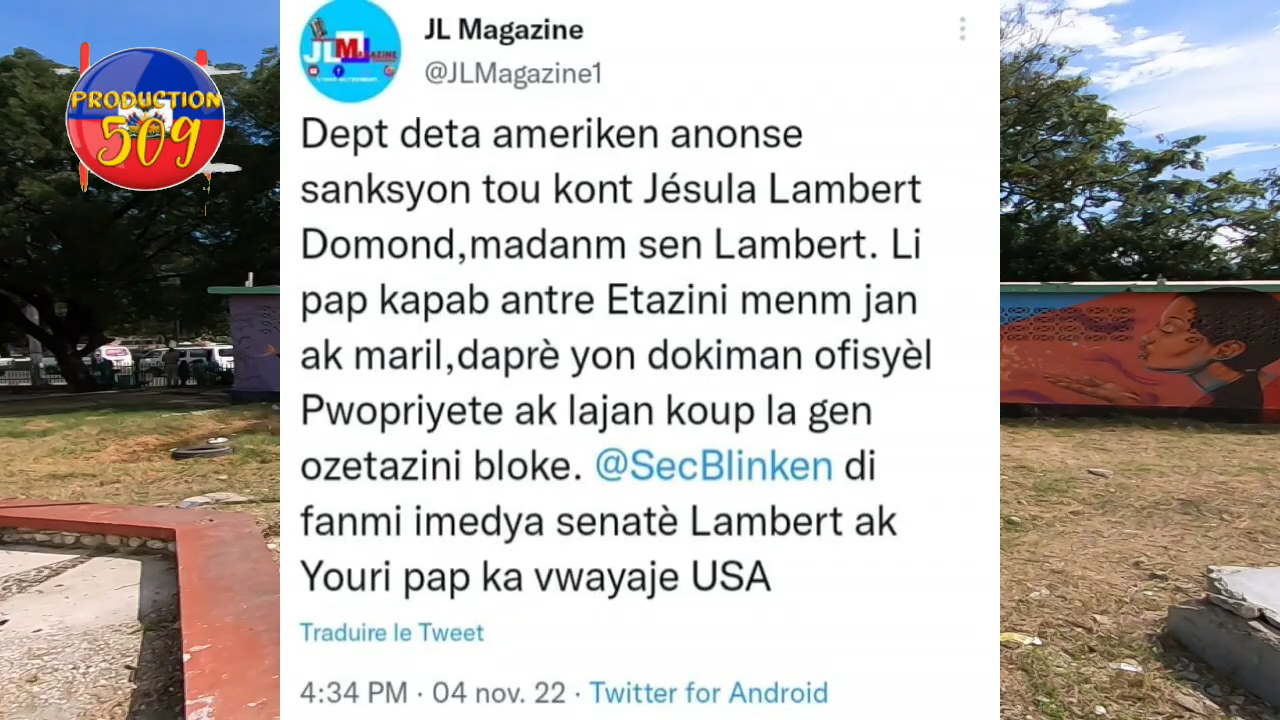 PRODUCTION
509
JL Magazine
@JLMagazine1
Dept deta ameriken anonse
sanksyon tou kont Jésula Lambert
Domond,madanm sen Lambert. Li
pap kapab antre Etazini menm jan
ak maril,daprè yon dokiman ofisyèl
Pwopriyete ak lajan koup la gen
ozetazini bloke. @SecBlinken di
fanmi imedya senatè Lambert ak
Youri pap ka vwayaje USA
Traduire le Tweet
4:34 PM · 04 nov. 22 · Twitter for Android